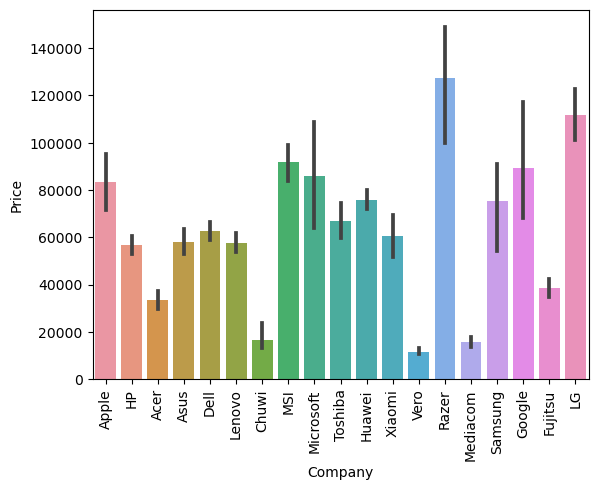 140000
120000
100000
80000
60000
40000
20000
0
Price
Apple
HP
Acer
Asus
Dell
Lenovo
Chuwi
MSI
Microsoft
Toshiba
Huawei
Xiaomi
Vero
Razer
Mediacom
Samsung
Google
Fujitsu
LG
Company